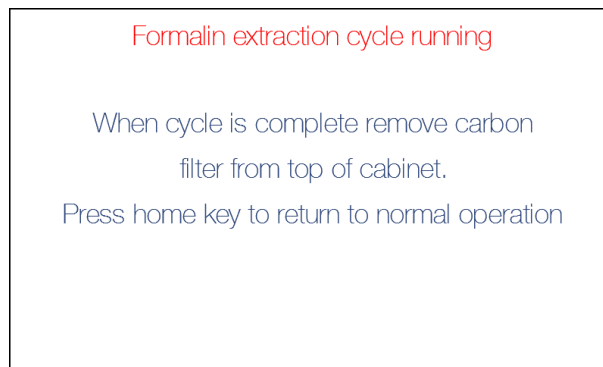 Formalin extraction cycle running
When cycle is complete remove carbon
filter from top of cabinet.
Press home key to return to normal operation